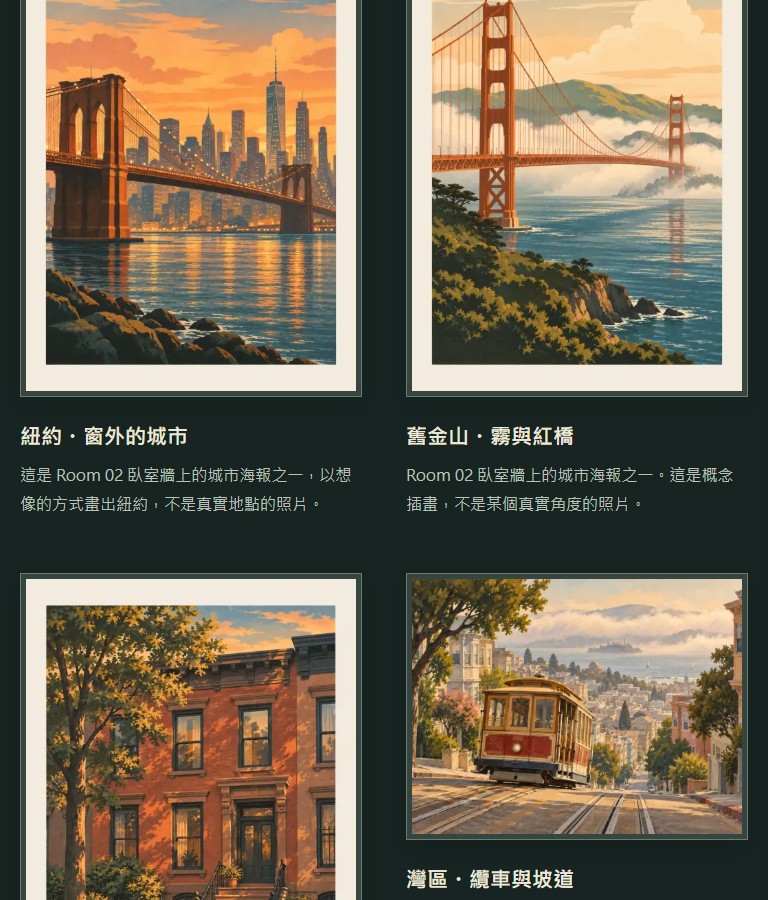 紐約・窗外的城市
這是 Room 02 臥室牆上的城市海報之一，以想
像的方式畫出紐約，不是真實地點的照片。
舊金山・霧與紅橋
Room 02 臥室牆上的城市海報之一。這是概念
插畫，不是某個真實角度的照片。
灣區・纜車與坡道